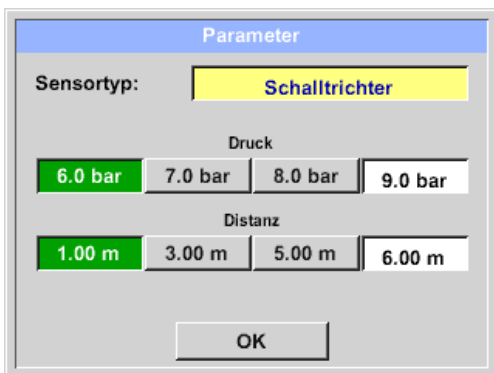 Parameter
Sensortyp: Schalltrichter
Druck
6.0 bar 7.0 bar 8.0 bar 9.0 bar
Distanz
1.00 m 3.00 m 5.00 m 6.00 m
OK